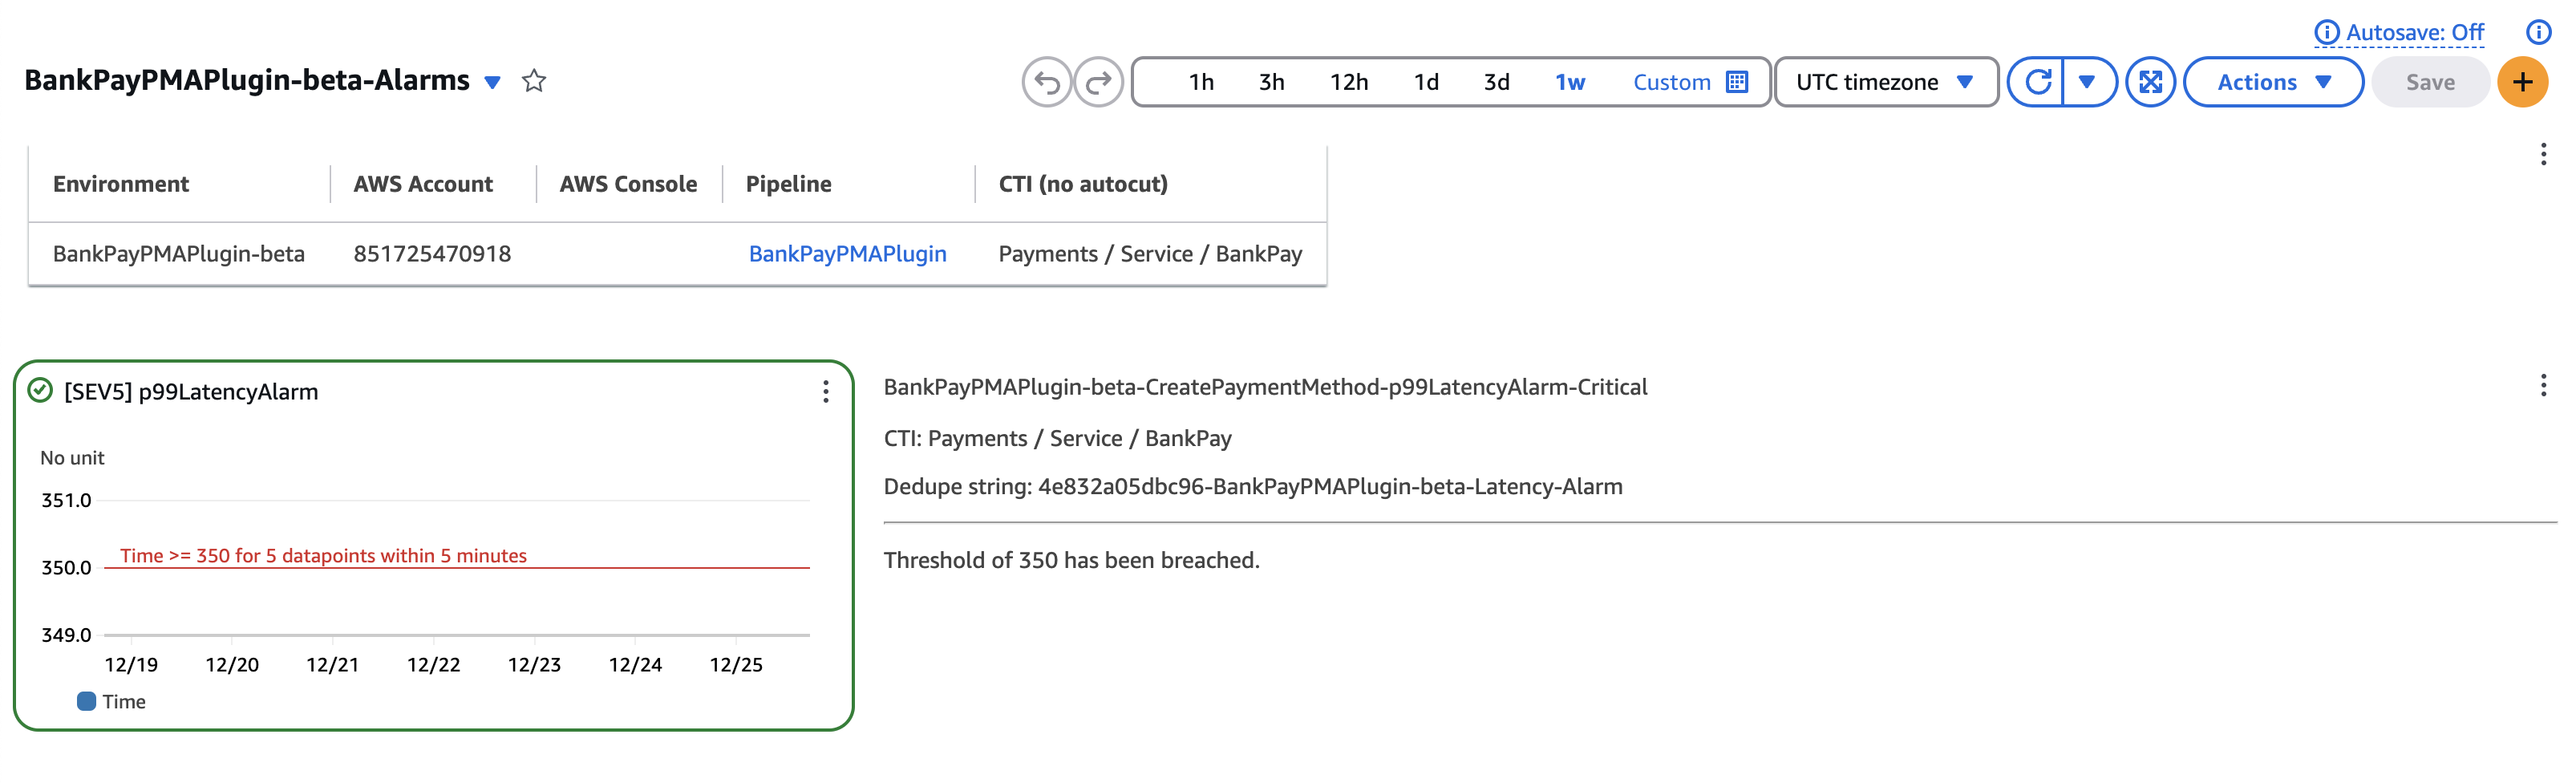 Autosave: Off
BankPayPMAPlugin-beta-Alarms
1h 3h 12h 1d 3d 1w Custom UTC timezone Actions Save
Environment AWS Account AWS Console Pipeline CTI (no autocut)
BankPayPMAPlugin-beta 851725470918 BankPayPMAPlugin Payments / Service / BankPay
[SEV5] p99LatencyAlarm
No unit
351.0
Time >= 350 for 5 datapoints within 5 minutes
350.0
349.0
12/19 12/20 12/21 12/22 12/23 12/24 12/25
Time
BankPayPMAPlugin-beta-CreatePaymentMethod-p99LatencyAlarm-Critical
CTI: Payments / Service / BankPay
Dedupe string: 4e832a05dbc96-BankPayPMAPlugin-beta-Latency-Alarm
Threshold of 350 has been breached.